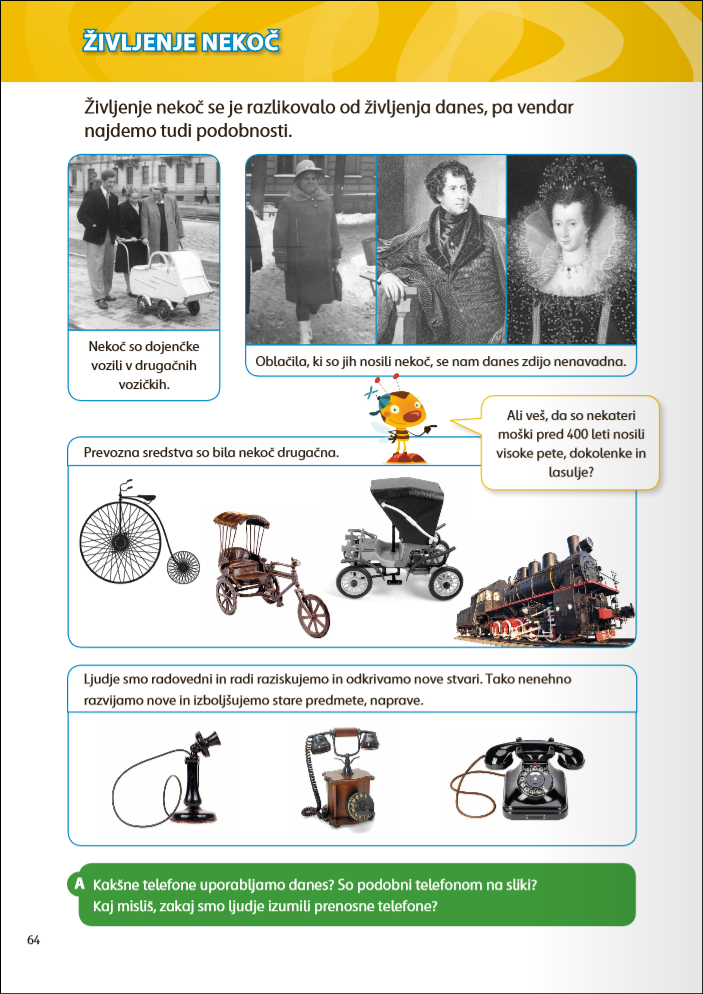 ŽIVLJENJE NEKOČ
Življenje nekoč se je razlikovalo od življenja danes, pa vendar
najdemo tudi podobnosti.
Nekoč so dojenčke
vozili v drugačnih
vozičkih.
Oblačila, ki so jih nosili nekoč, se nam danes zdijo nenavadna.
Ali veš, da so nekateri
moški pred 400 leti nosili
visoke pete, dokolenke in
lasulje?
Prevozna sredstva so bila nekoč drugačna.
Ljudje smo radovedni in radi raziskujemo in odkrivamo nove stvari. Tako nenehno
razvijamo nove in izboljšujemo stare predmete, naprave.
A Kakšne telefone uporabljamo danes? So podobni telefonom na sliki?
Kaj misliš, zakaj smo ljudje izumili prenosne telefone?
64